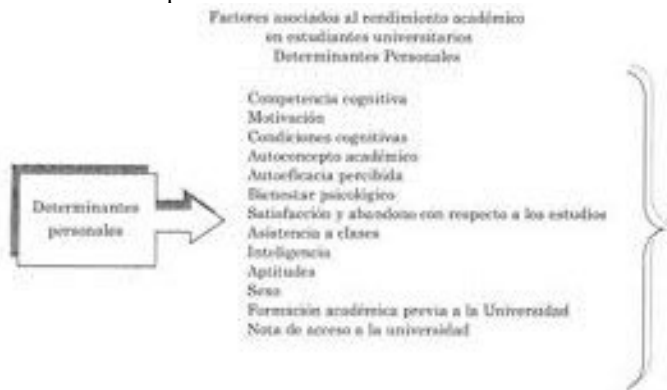 Factores asociados al rendimiento académico
en estudiantes universitarios
Determinantes Personales
Competencia cognitiva
Motivación
Condiciones cognitivas
Autoconcepto académico
Autoeficacia percibida
Bienestar psicológico
Satisfacción y abandono con respecto a los estudios
Asistencia a clases
Inteligencia
Aptitudes
Sexo
Formación académica previa a la Universidad
Nota de acceso a la universidad
Determinantes
personales